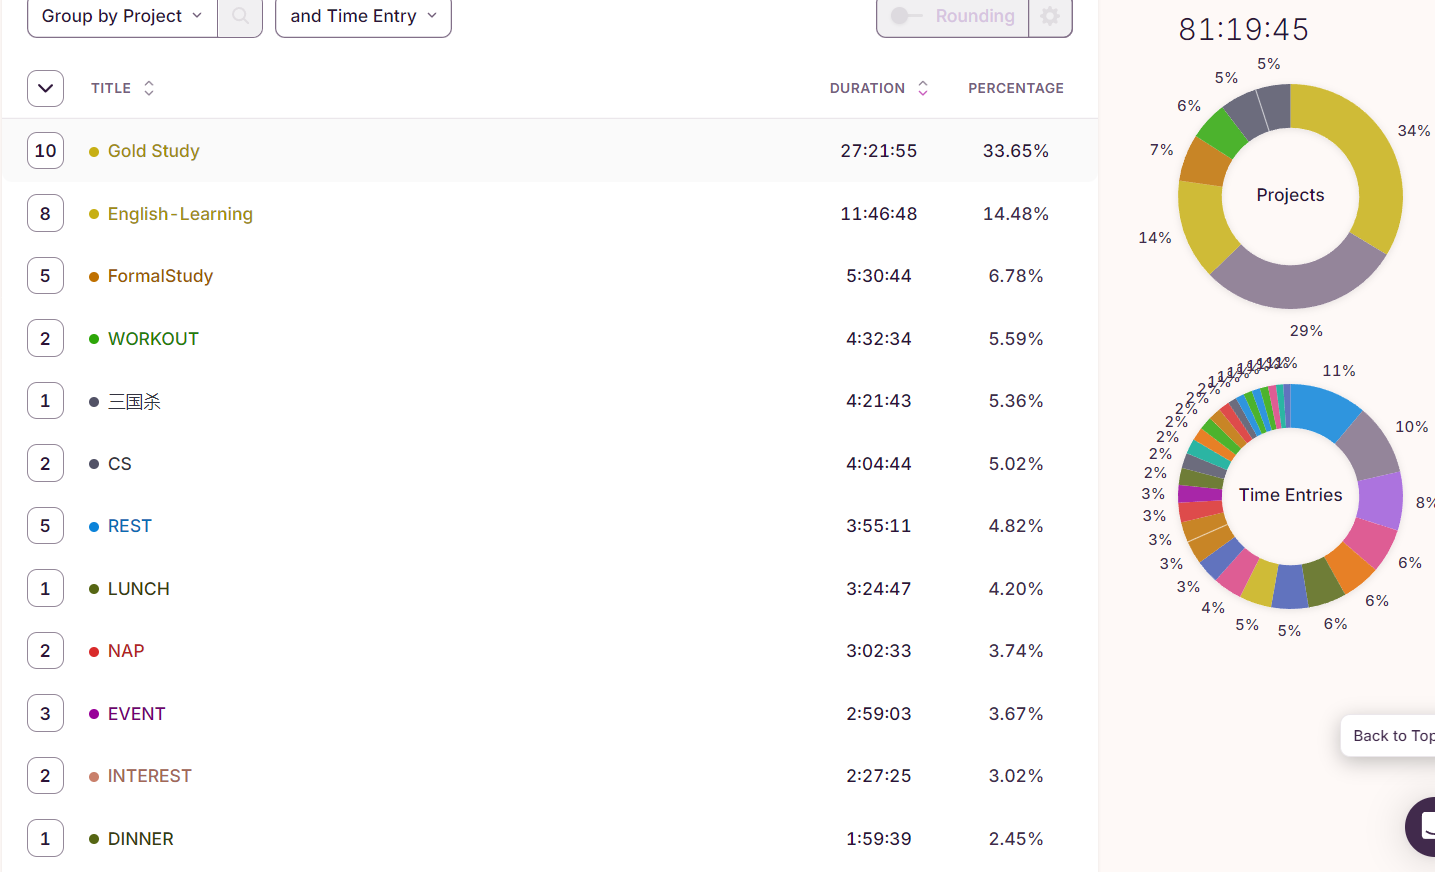 Group by Project
and Time Entry
Rounding
81:19:45
TITLE DURATION PERCENTAGE
10 Gold Study 27:21:55 33.65%
8 English-Learning 11:46:48 14.48%
5 FormalStudy 5:30:44 6.78%
2 WORKOUT 4:32:34 5.59%
1 三国杀 4:21:43 5.36%
2 CS 4:04:44 5.02%
5 REST 3:55:11 4.82%
1 LUNCH 3:24:47 4.20%
2 NAP 3:02:33 3.74%
3 EVENT 2:59:03 3.67%
2 INTEREST 2:27:25 3.02%
1 DINNER 1:59:39 2.45%
5%
5%
6%
34%
7%
Projects
14%
29%
11%
10%
2%
2%
2%
2%
2%
2%
2%
3%
Time Entries
8%
3%
3%
3%
6%
3%
6%
4%
5%
5%
6%
Back to Top